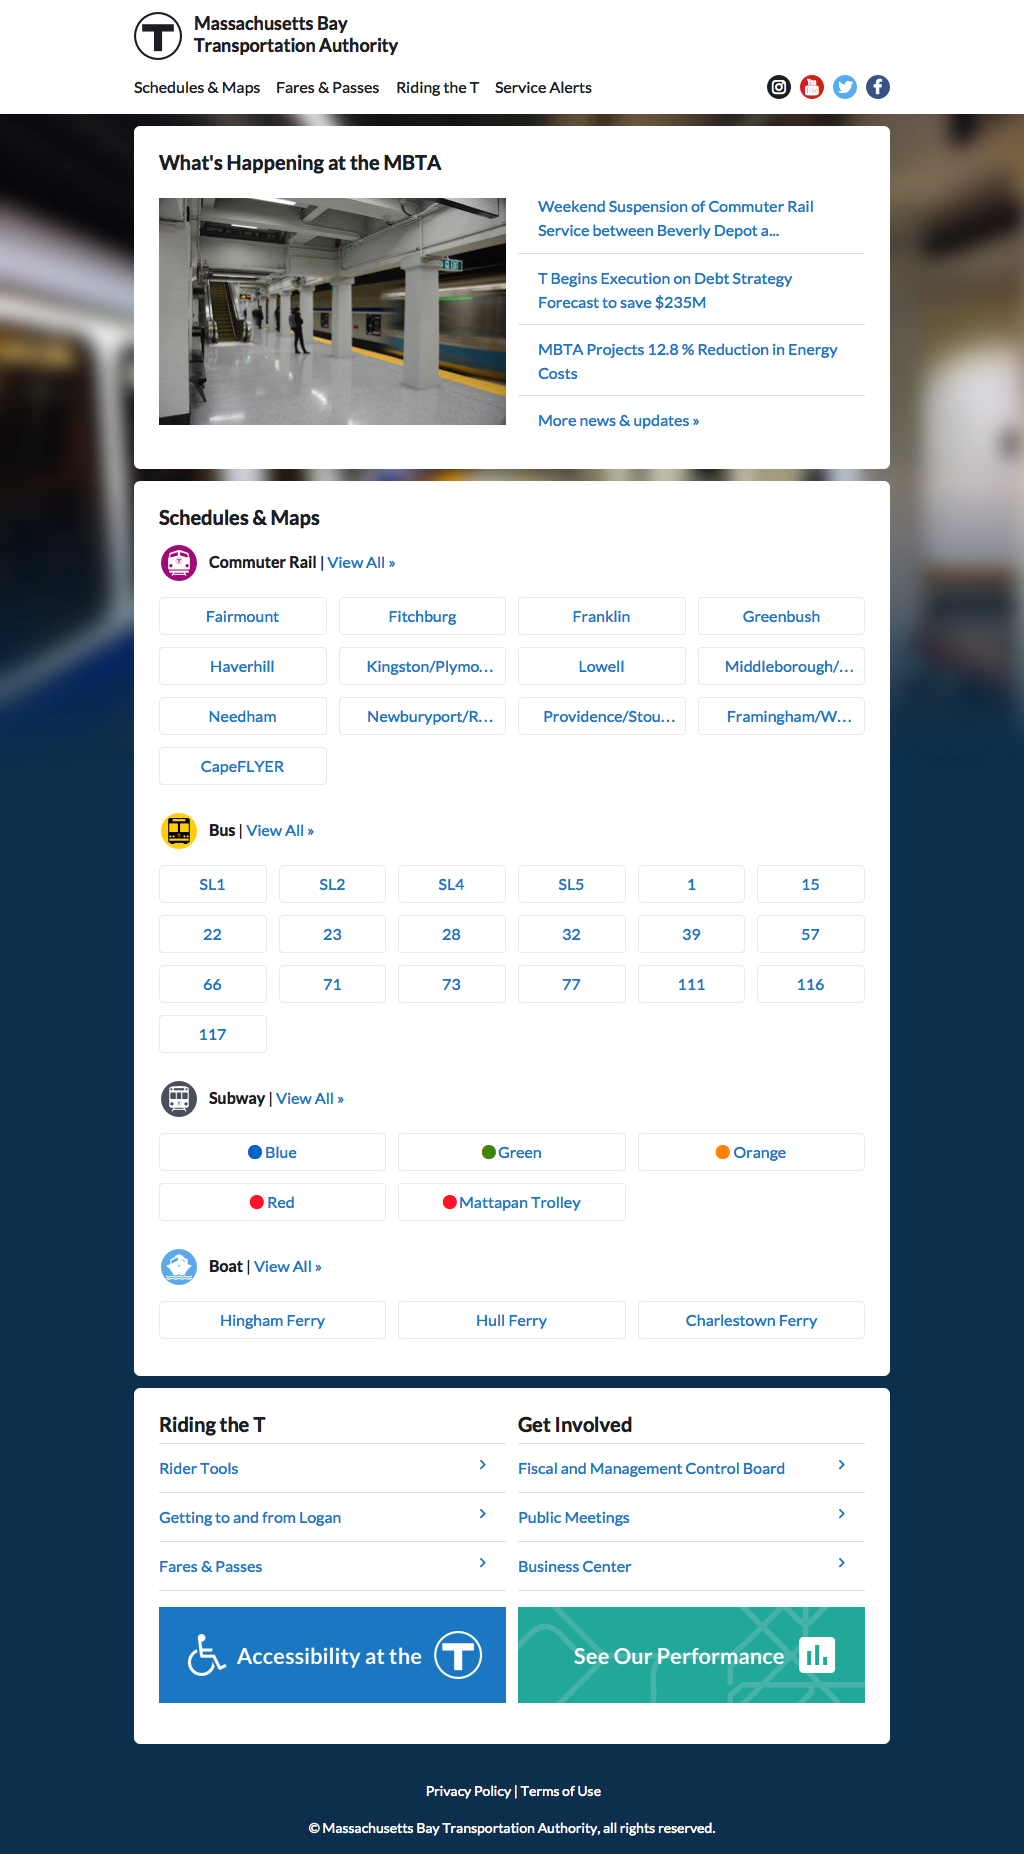 T
Massachusetts Bay
Transportation Authority
Schedules & Maps
Fares & Passes
Riding the T
Service Alerts
What's Happening at the MBTA
Weekend Suspension of Commuter Rail
Service between Beverly Depot a...
T Begins Execution on Debt Strategy
Forecast to save $235M
MBTA Projects 12.8 % Reduction in Energy
Costs
More news & updates »
Schedules & Maps
Commuter Rail | View All »
Fairmount
Fitchburg
Franklin
Greenbush
Haverhill
Kingston/Plymo...
Lowell
Middleborough/...
Needham
Newburyport/R...
Providence/Stou...
Framingham/W...
CapeFLYER
Bus | View All »
SL1
SL2
SL4
SL5
1
15
22
23
28
32
39
57
66
71
73
77
111
116
117
Subway | View All »
Blue
Green
Orange
Red
Mattapan Trolley
Boat | View All »
Hingham Ferry
Hull Ferry
Charlestown Ferry
Riding the T
Rider Tools
Getting to and from Logan
Fares & Passes
Get Involved
Fiscal and Management Control Board
Public Meetings
Business Center
Accessibility at the T
See Our Performance
Privacy Policy | Terms of Use
© Massachusetts Bay Transportation Authority, all rights reserved.